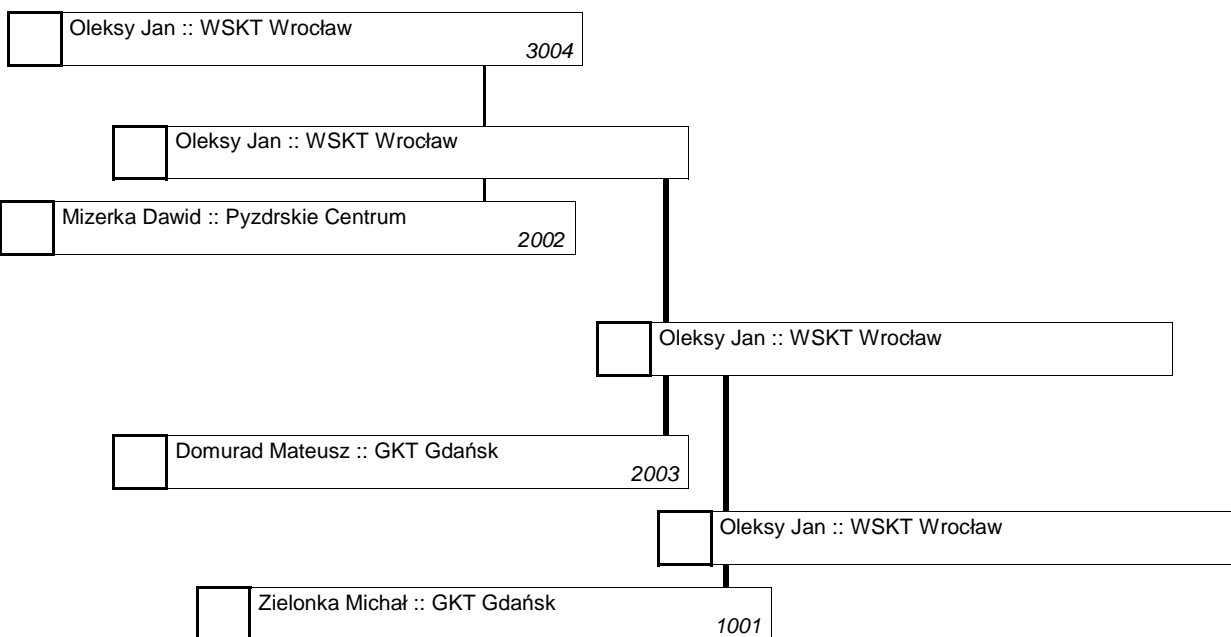 Oleksy Jan :: WSKT Wrocław
3004
Oleksy Jan :: WSKT Wrocław
Mizerka Dawid :: Pyzdrskie Centrum
2002
Oleksy Jan :: WSKT Wrocław
Domurad Mateusz :: GKT Gdańsk
2003
Oleksy Jan :: WSKT Wrocław
Zielonka Michał :: GKT Gdańsk
1001